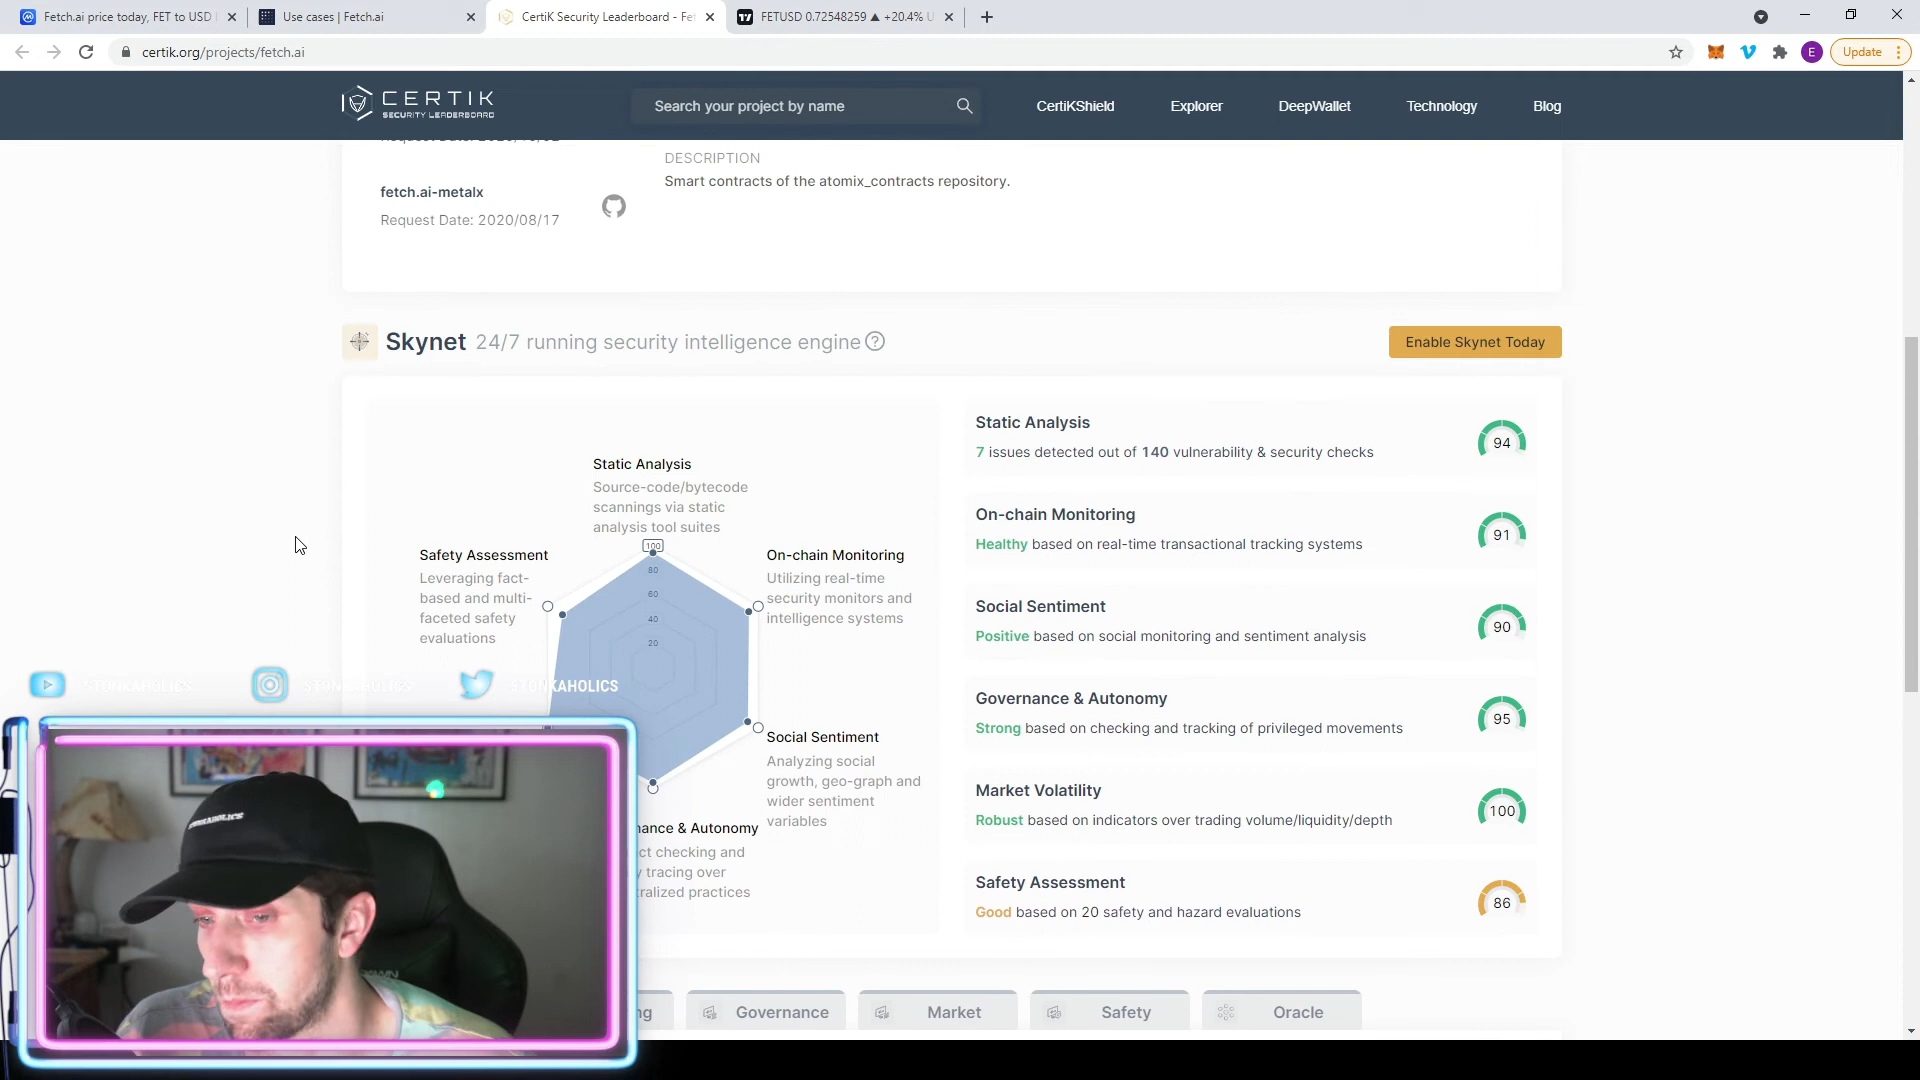 Fetch.ai price today, FET to USD
Use cases | Fetch.ai
CertiK Security Leaderboard - Fet
FETUSD 0.72548259 ▲ +20.4% U
certik.org/projects/fetch.ai
E
Update
CERTIK
SECURITY LEADERBOARD
Search your project by name
CertiKShield
Explorer
DeepWallet
Technology
Blog
fetch.ai-metalx
Request Date: 2020/08/17
DESCRIPTION
Smart contracts of the atomix_contracts repository.
Skynet 24/7 running security intelligence engine
Enable Skynet Today
Static Analysis
Source-code/bytecode
scannings via static
analysis tool suites
Safety Assessment
Leveraging fact-
based and multi-
faceted safety
evaluations
100
80
60
40
20
On-chain Monitoring
Utilizing real-time
security monitors and
intelligence systems
Social Sentiment
Analyzing social
growth, geo-graph and
wider sentiment
variables
nance & Autonomy
ct checking and
y tracing over
tralized practices
Static Analysis
7 issues detected out of 140 vulnerability & security checks
94
On-chain Monitoring
Healthy based on real-time transactional tracking systems
91
Social Sentiment
Positive based on social monitoring and sentiment analysis
90
Governance & Autonomy
Strong based on checking and tracking of privileged movements
95
Market Volatility
Robust based on indicators over trading volume/liquidity/depth
100
Safety Assessment
Good based on 20 safety and hazard evaluations
86
ng
Governance
Market
Safety
Oracle
STONKAHOLICS
STONKAHOLICS
STONKAHOLICS
STONKAHOLICS